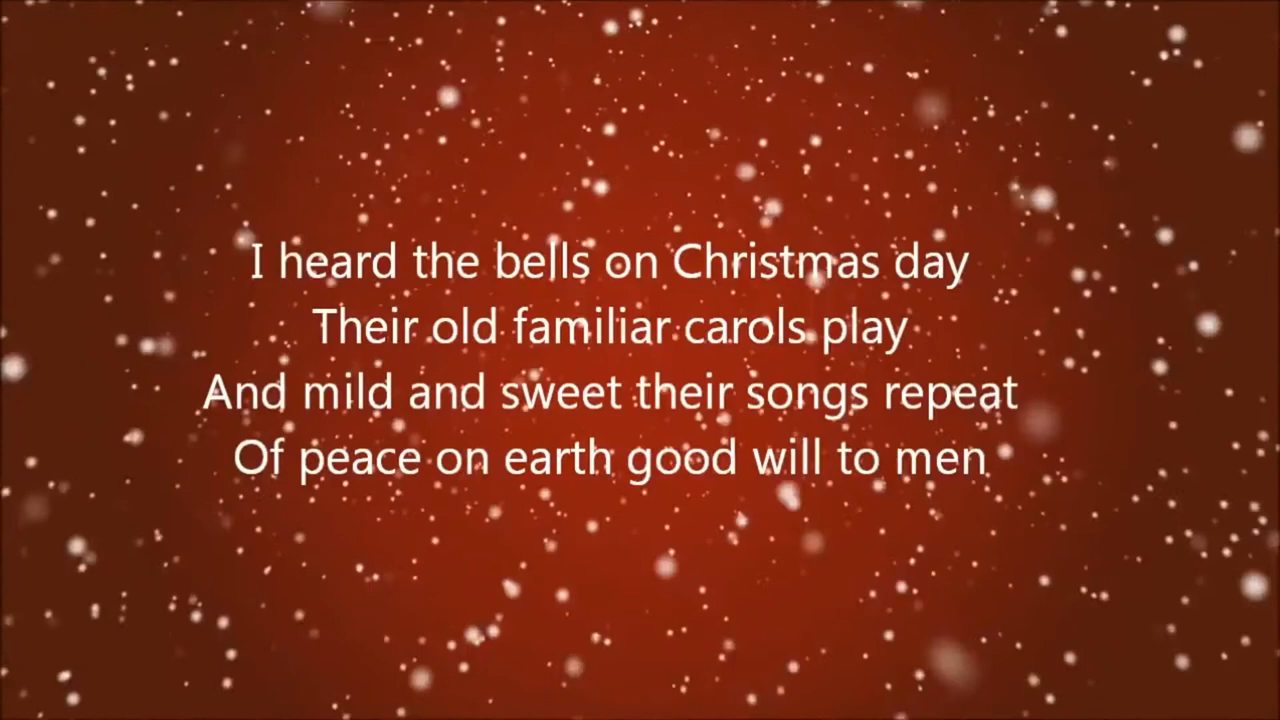 I heard the bells on Christmas day
Their old familiar carols play
And mild and sweet their songs repeat
Of peace on earth good will to men